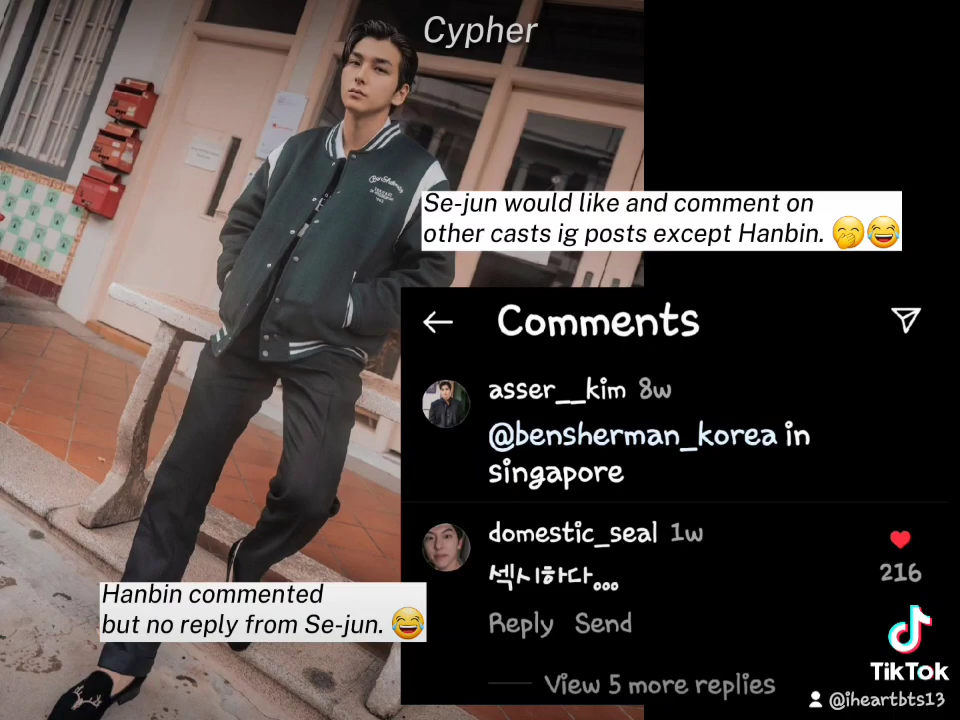 Cypher
Se-jun would like and comment on
other casts ig posts except Hanbin. 🤭😂
Comments
asser__kim 8w
@bensherman_korea in
singapore
domestic_seal 1w
섹시하다...
216
Reply Send
View 5 more replies
Hanbin commented
but no reply from Se-jun. 😂
TikTok
@iheartbts13